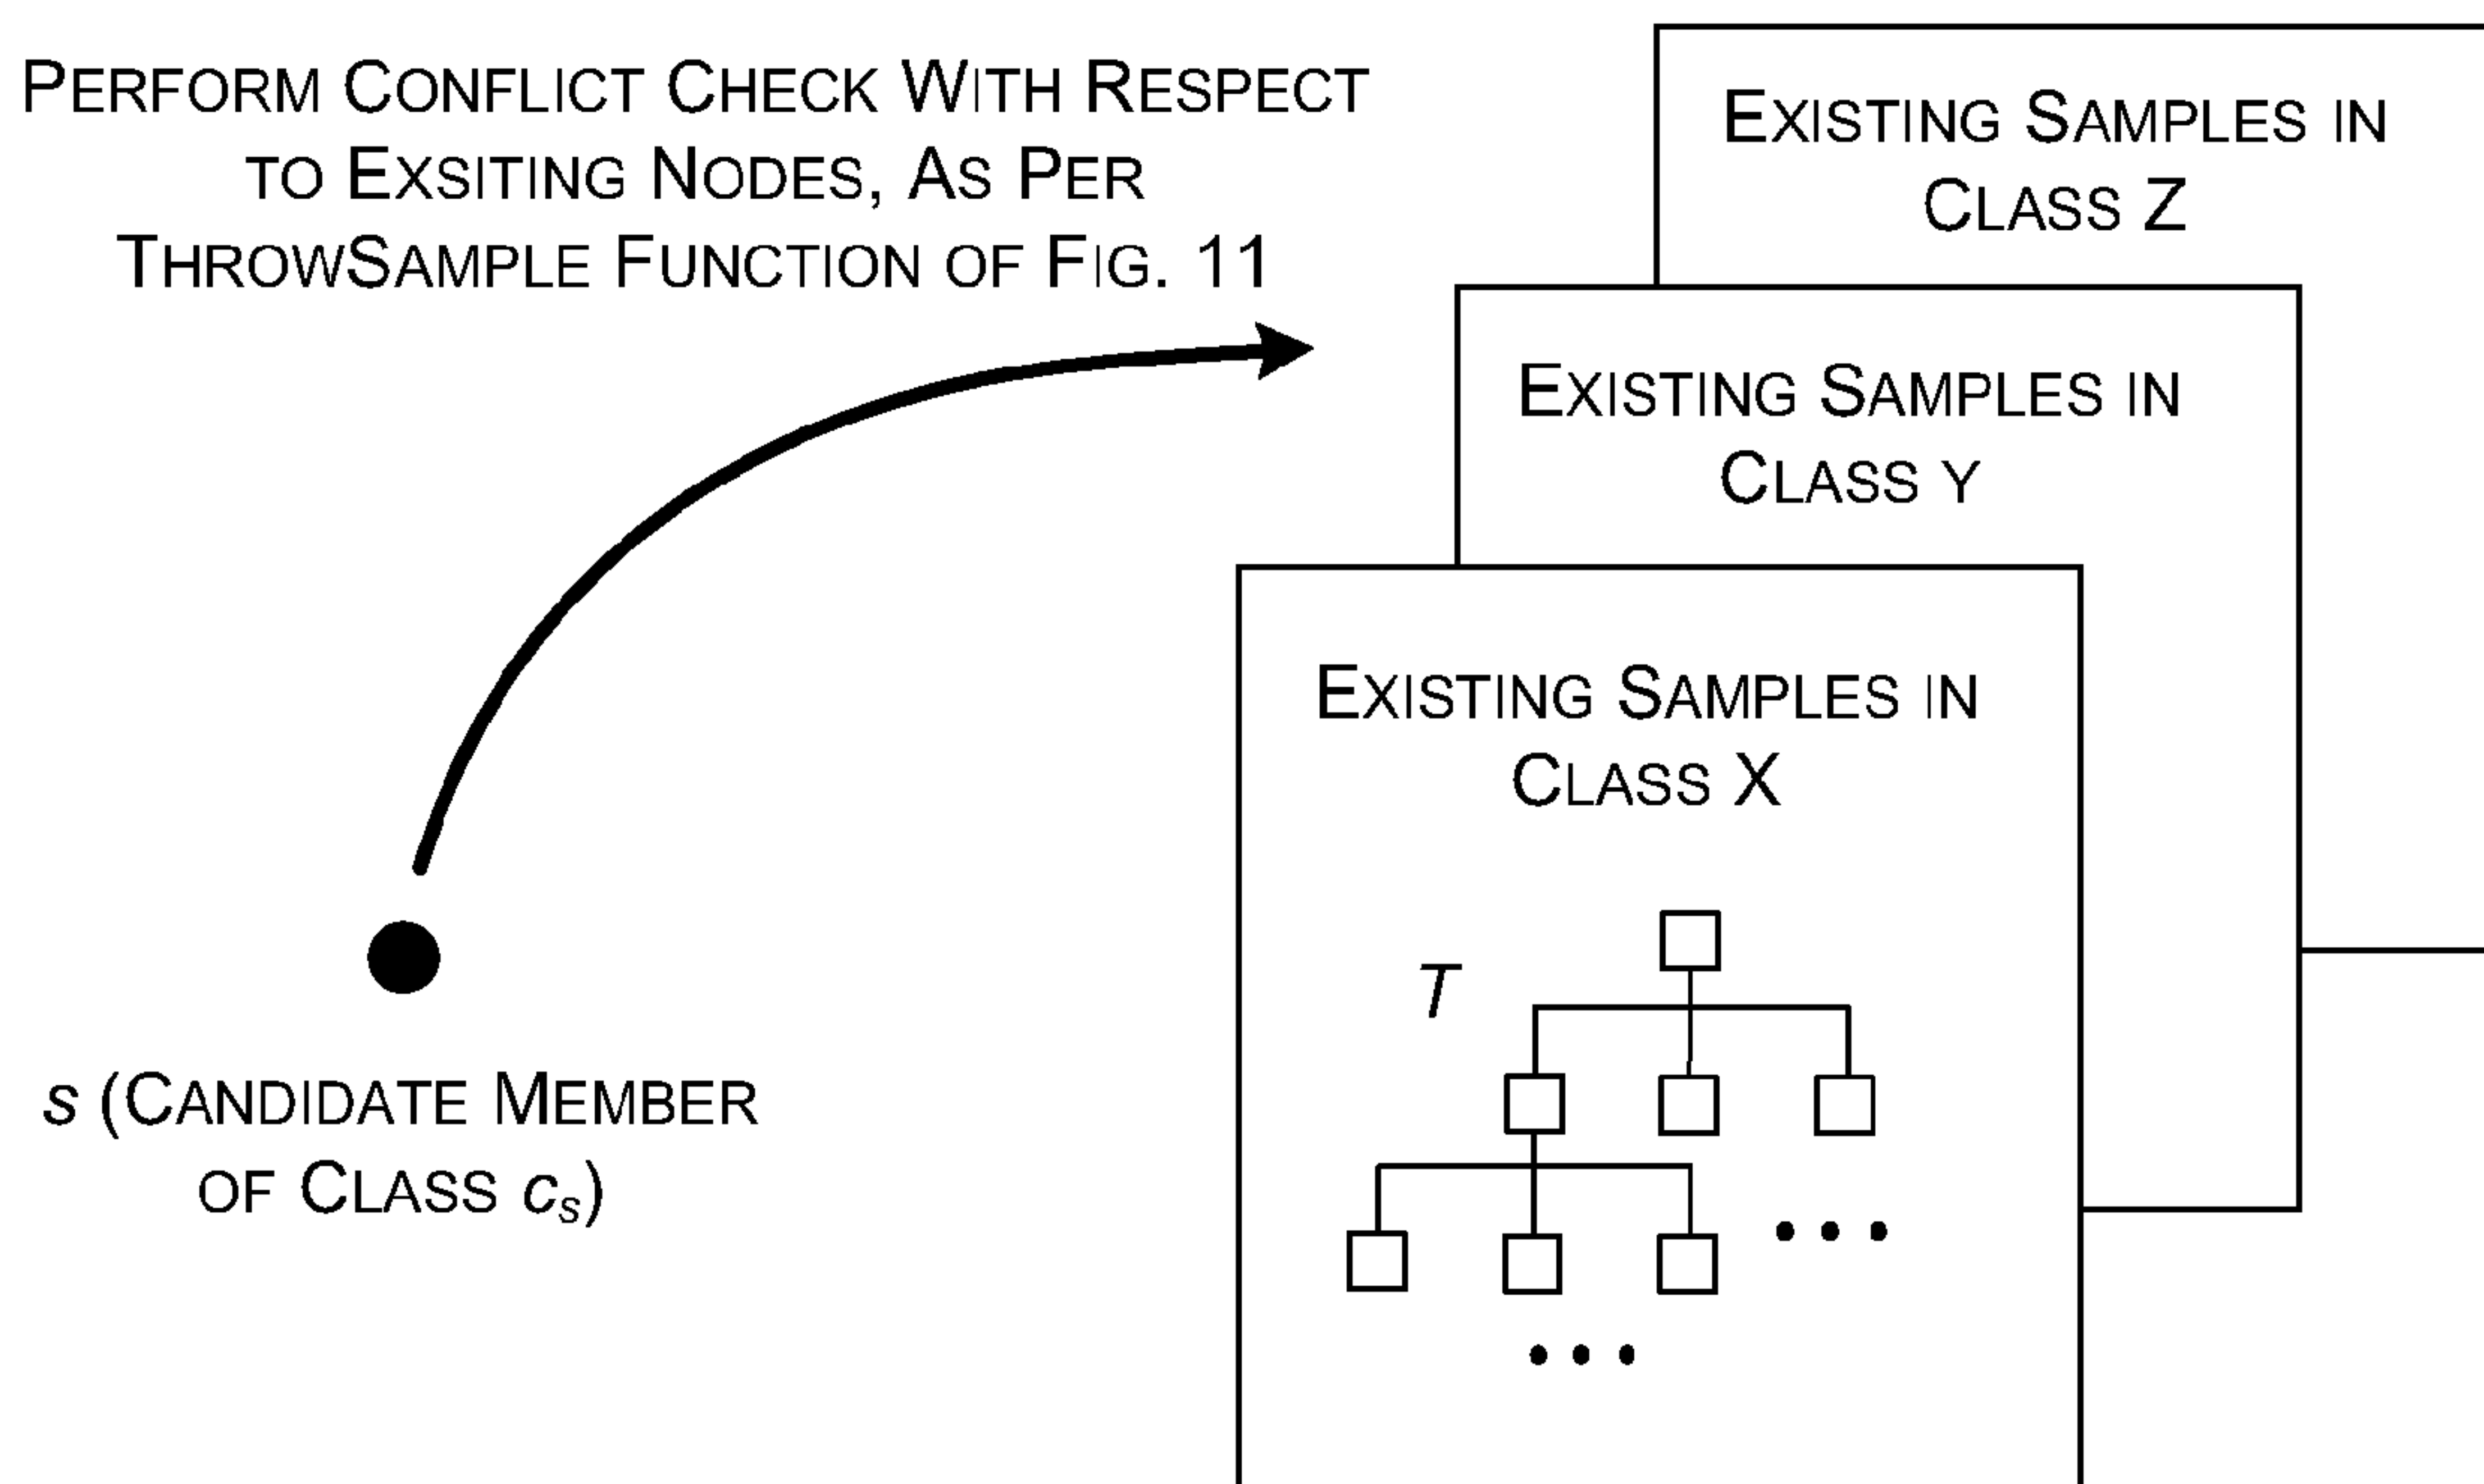 PERFORM CONFLICT CHECK WITH RESPECT
TO EXSITING NODES, AS PER
THROWSAMPLE FUNCTION OF FIG. 11
EXISTING SAMPLES IN
CLASS Z
EXISTING SAMPLES IN
CLASS Y
EXISTING SAMPLES IN
CLASS X
T
s (CANDIDATE MEMBER
OF CLASS cs)